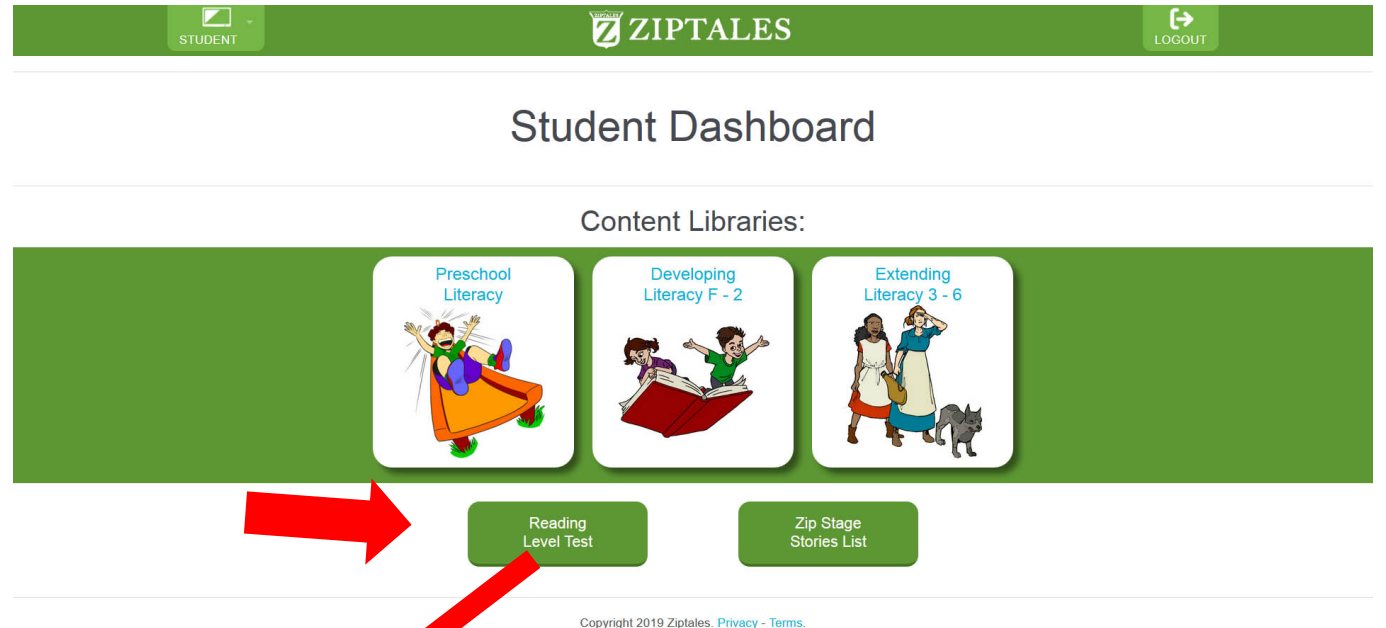 STUDENT
ZIPTALES
Z ZIPTALES
LOGOUT
Student Dashboard
Content Libraries:
Preschool
Literacy
Developing
Literacy F - 2
Extending
Literacy 3 - 6
Reading
Level Test
Zip Stage
Stories List
Copyright 2019 Ziptales. Privacy - Terms.